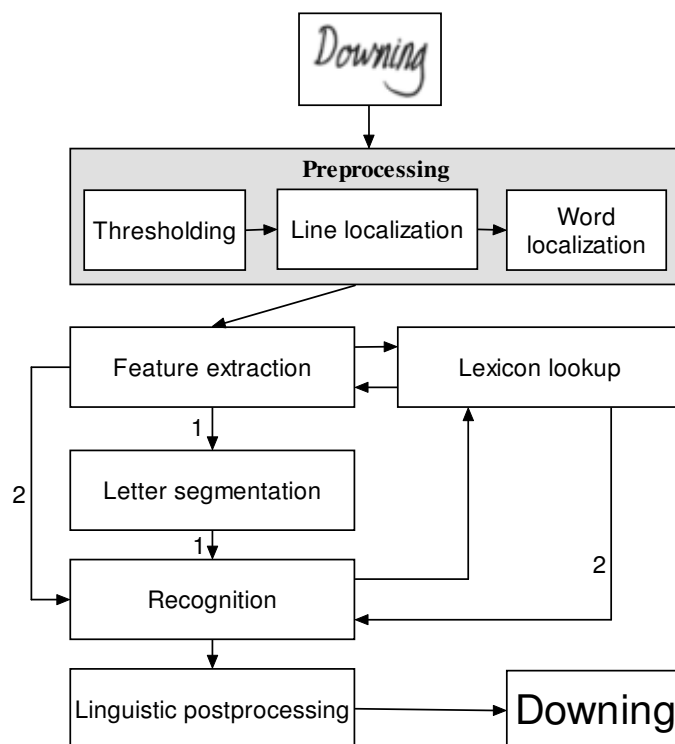 Downing
Preprocessing
Thresholding
Line localization
Word
localization
Feature extraction
Lexicon lookup
1
2
Letter segmentation
1
2
Recognition
Linguistic postprocessing
Downing